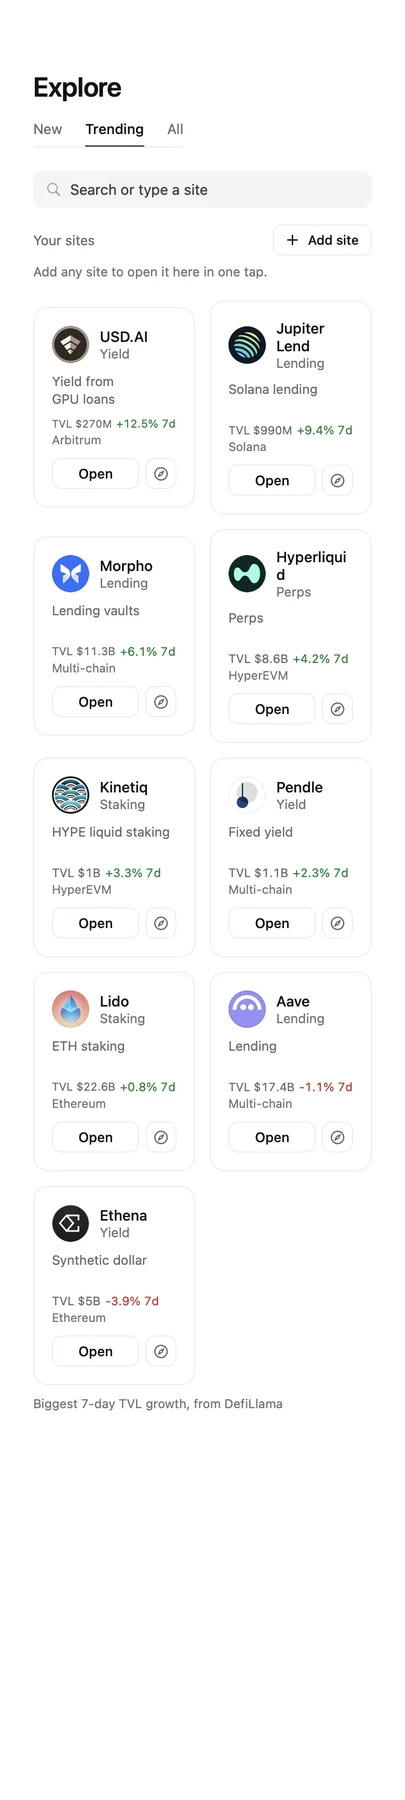 Explore
New
Trending
All
Search or type a site
Your sites
+ Add site
Add any site to open it here in one tap.
USD.AI
Yield
Yield from
GPU loans
TVL $270M +12.5% 7d
Arbitrum
Open
Jupiter
Lend
Lending
Solana lending
TVL $990M +9.4% 7d
Solana
Open
Morpho
Lending
Lending vaults
TVL $11.3B +6.1% 7d
Multi-chain
Open
Hyperliqui
d
Perps
Perps
TVL $8.6B +4.2% 7d
HyperEVM
Open
Kinetiq
Staking
HYPE liquid staking
TVL $1B +3.3% 7d
HyperEVM
Open
Pendle
Yield
Fixed yield
TVL $1.1B +2.3% 7d
Multi-chain
Open
Lido
Staking
ETH staking
TVL $22.6B +0.8% 7d
Ethereum
Open
Aave
Lending
Lending
TVL $17.4B -1.1% 7d
Multi-chain
Open
Ethena
Yield
Synthetic dollar
TVL $5B -3.9% 7d
Ethereum
Open
Biggest 7-day TVL growth, from DefiLlama